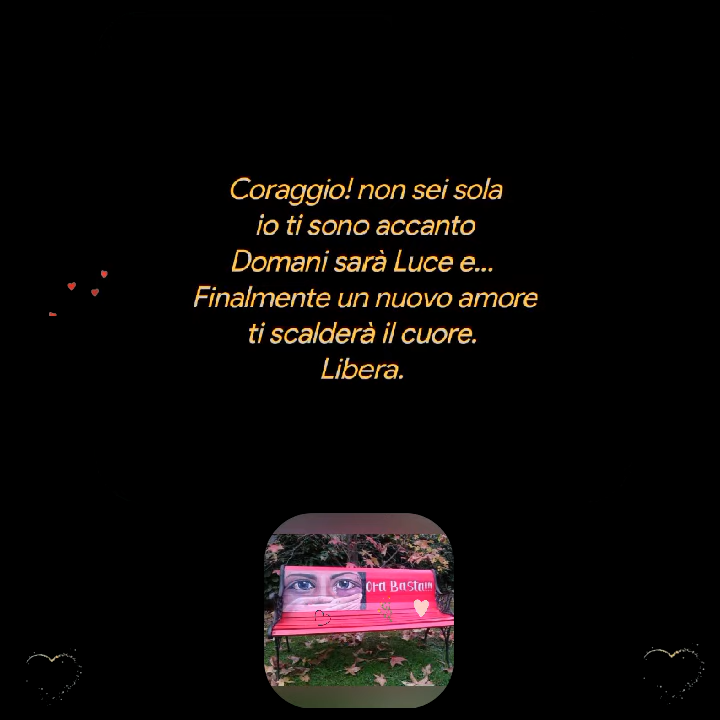 Coraggio! non sei sola
io ti sono accanto
Domani sarà Luce e...
Finalmente un nuovo amore
ti scalderà il cuore.
Libera.
Ora Basta!!!